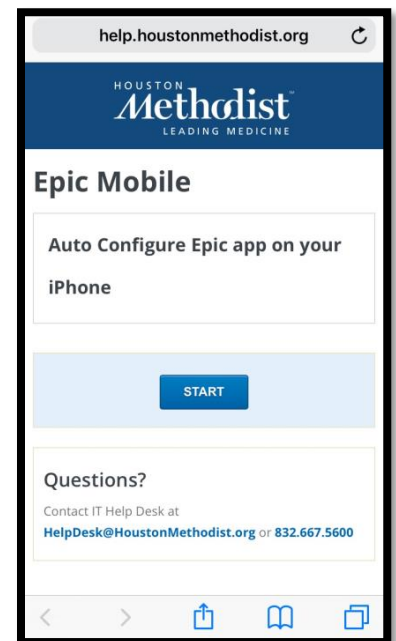 help.houstonmethodist.org
HOUSTON
Methodist
LEADING MEDICINE
Epic Mobile
Auto Configure Epic app on your
iPhone
START
Questions?
Contact IT Help Desk at
HelpDesk@HoustonMethodist.org or 832.667.5600